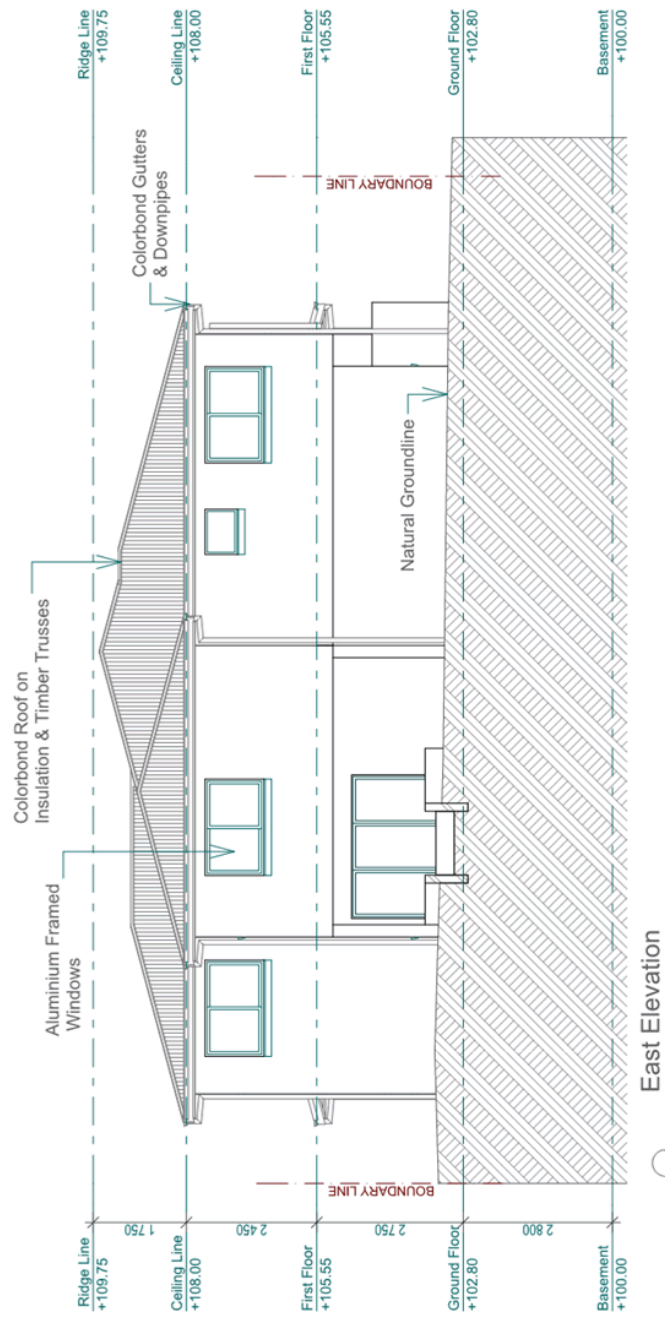 Ridge Line
+109.75
Ceiling Line
+108.00
First Floor
+105.55
Ground Floor
+102.80
Basement
+100.00
1 750
2 450
2 750
2 800
BOUNDARY LINE
Aluminium Framed
Windows
Colorbond Roof on
Insulation & Timber Trusses
Colorbond Gutters
& Downpipes
Natural Groundline
BOUNDARY LINE
Ridge Line
+109.75
Ceiling Line
+108.00
First Floor
+105.55
Ground Floor
+102.80
Basement
+100.00
East Elevation